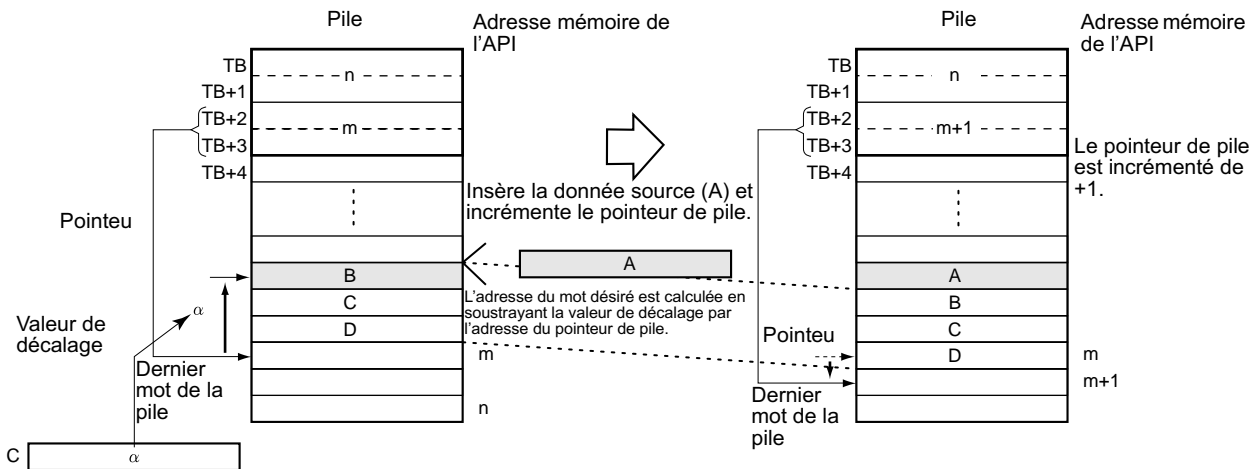 Pile
Adresse mémoire de
l'API
TB
n
TB+1
TB+2
m
TB+3
TB+4
Pointeu
B
C
D
α
Valeur de
décalage
Dernier
mot de la
pile
m
n
C
α
Insère la donnée source (A) et
incrémente le pointeur de pile.
A
L'adresse du mot désiré est calculée en
soustrayant la valeur de décalage par
l'adresse du pointeur de pile.
Pile
Adresse mémoire
de l'API
TB
n
TB+1
TB+2
m+1
TB+3
TB+4
Le pointeur de pile
est incrémenté de
+1.
A
B
C
Pointeu
D
m
m+1
Dernier
mot de la
pile